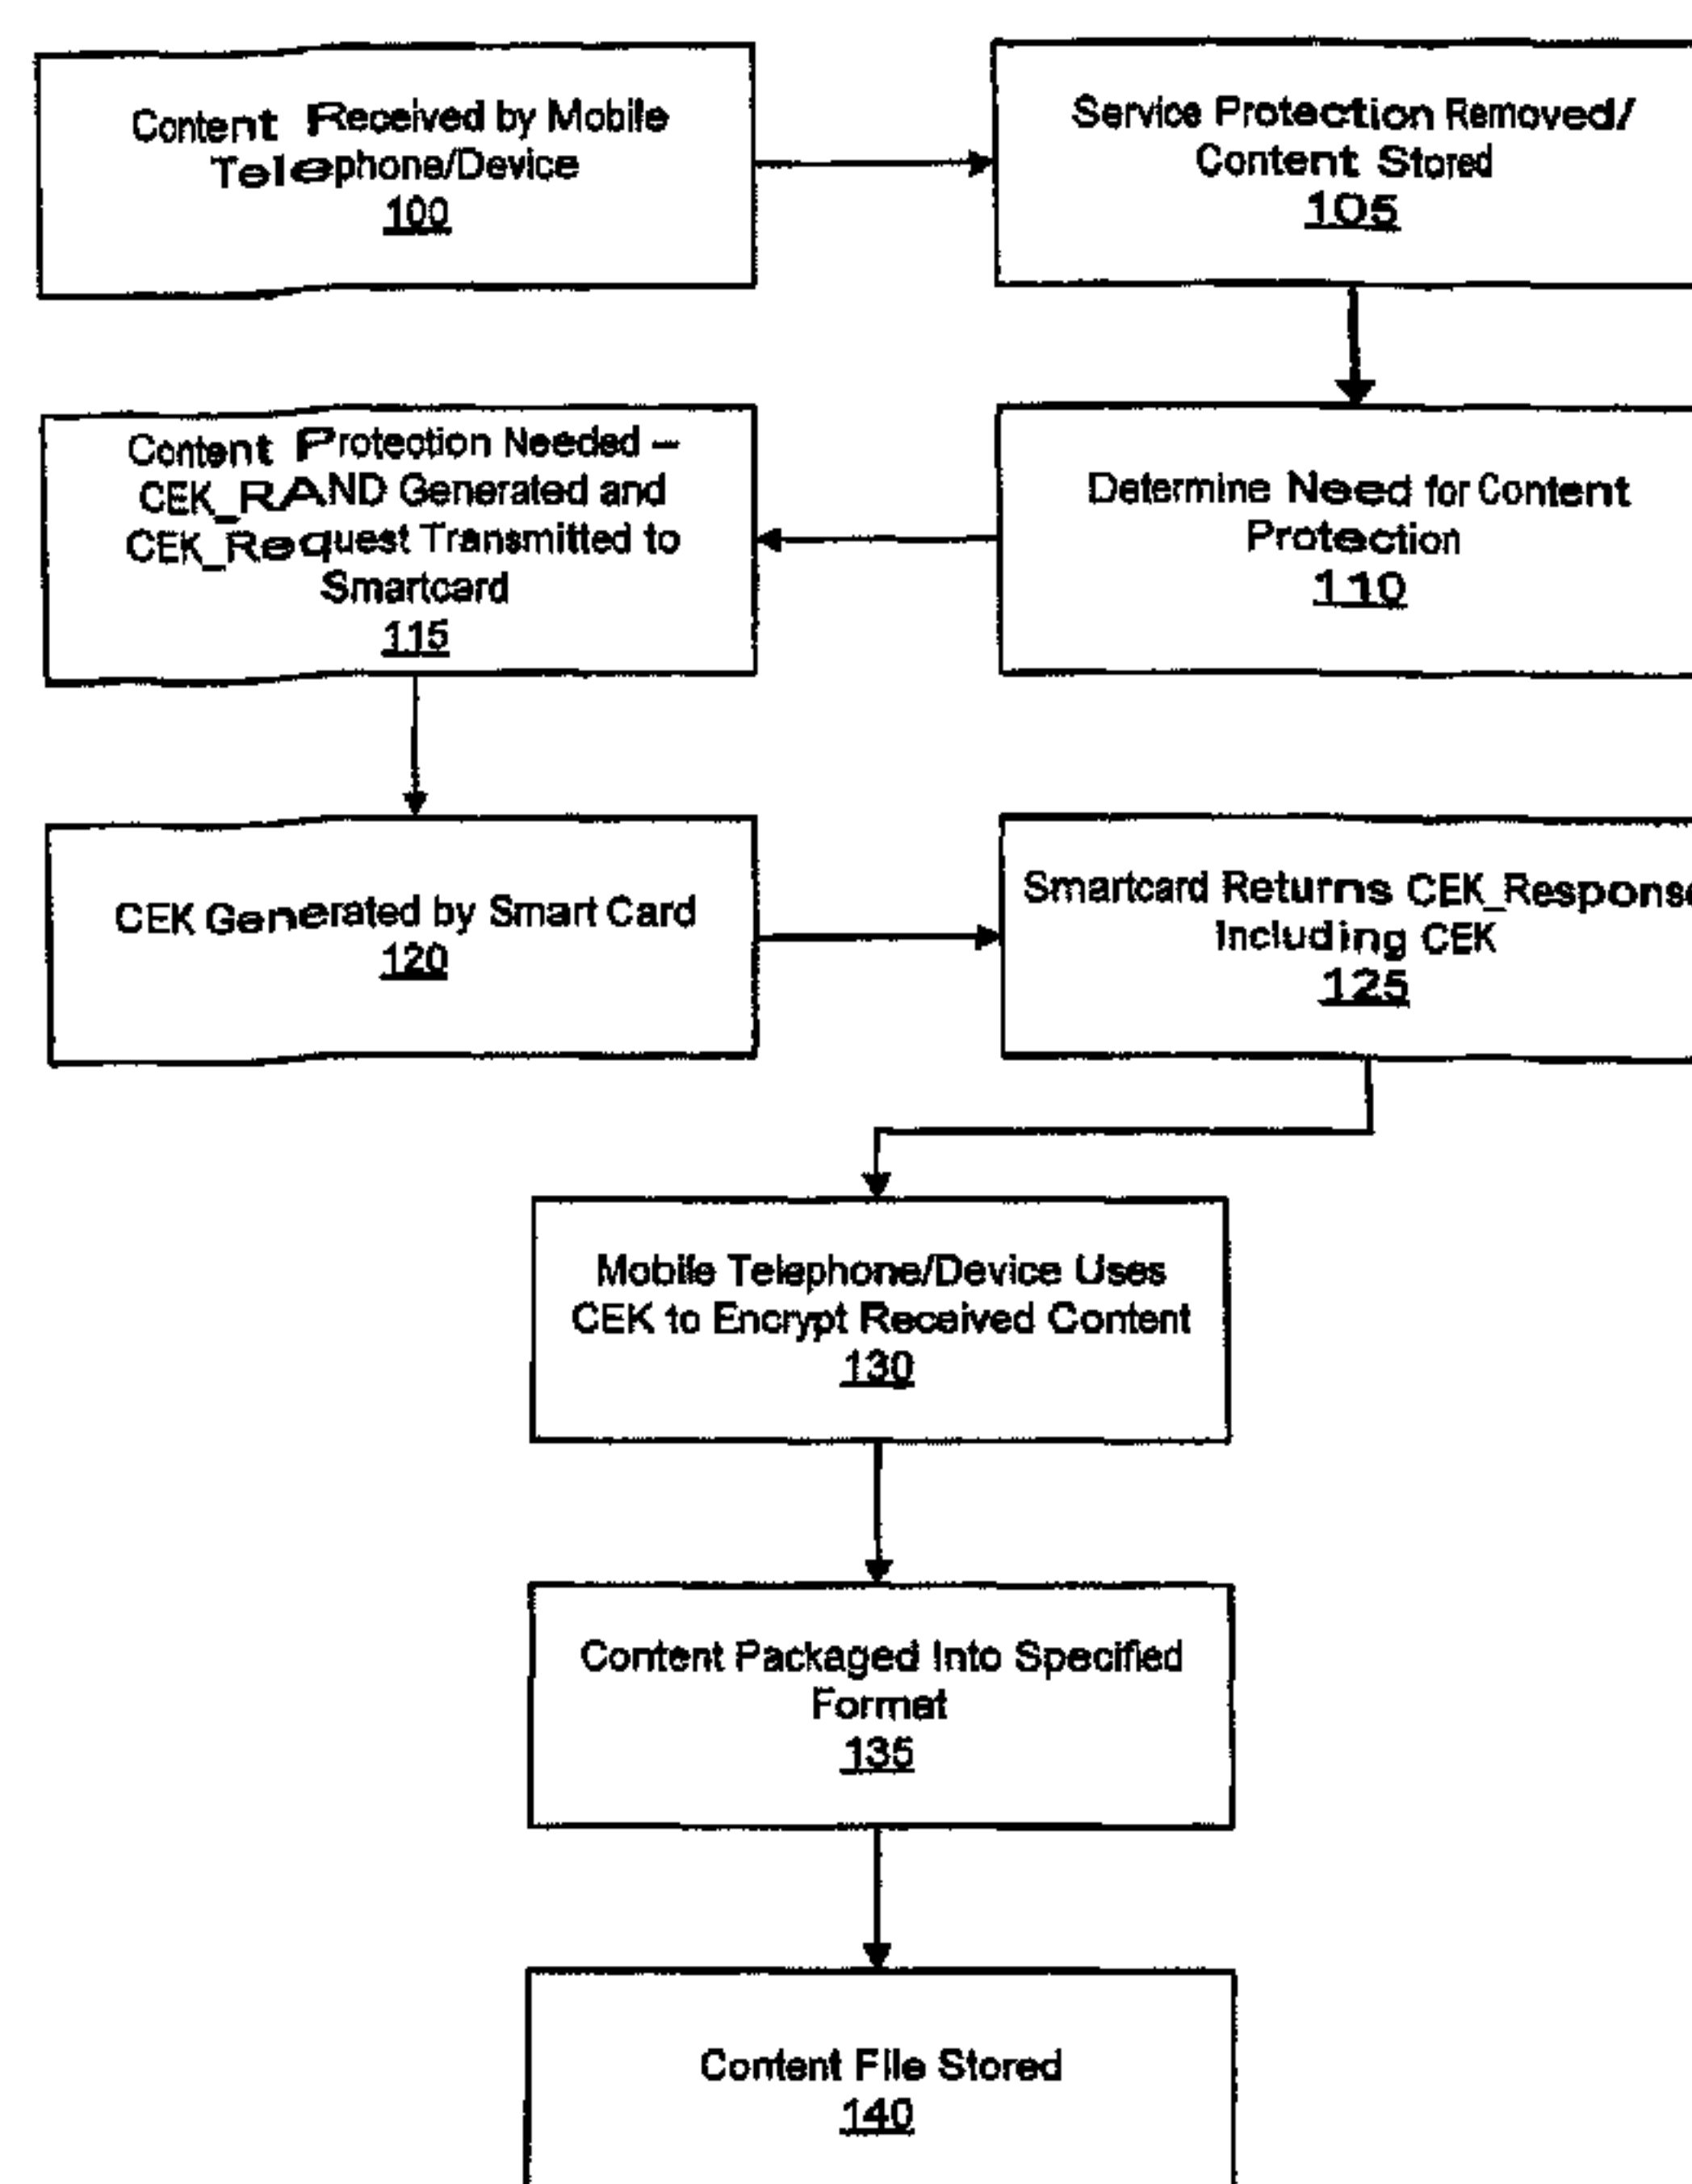 Content Received by Mobile
Telephone/Device
100
Service Protection Removed/
Content Stored
105
Determine Need for Content
Protection
110
Content Protection Needed –
CEK_RAND Generated and
CEK_Request Transmitted to
Smartcard
115
CEK Generated by Smart Card
120
Smartcard Returns CEK_Response
Including CEK
125
Mobile Telephone/Device Uses
CEK to Encrypt Received Content
130
Content Packaged Into Specified
Format
135
Content File Stored
140